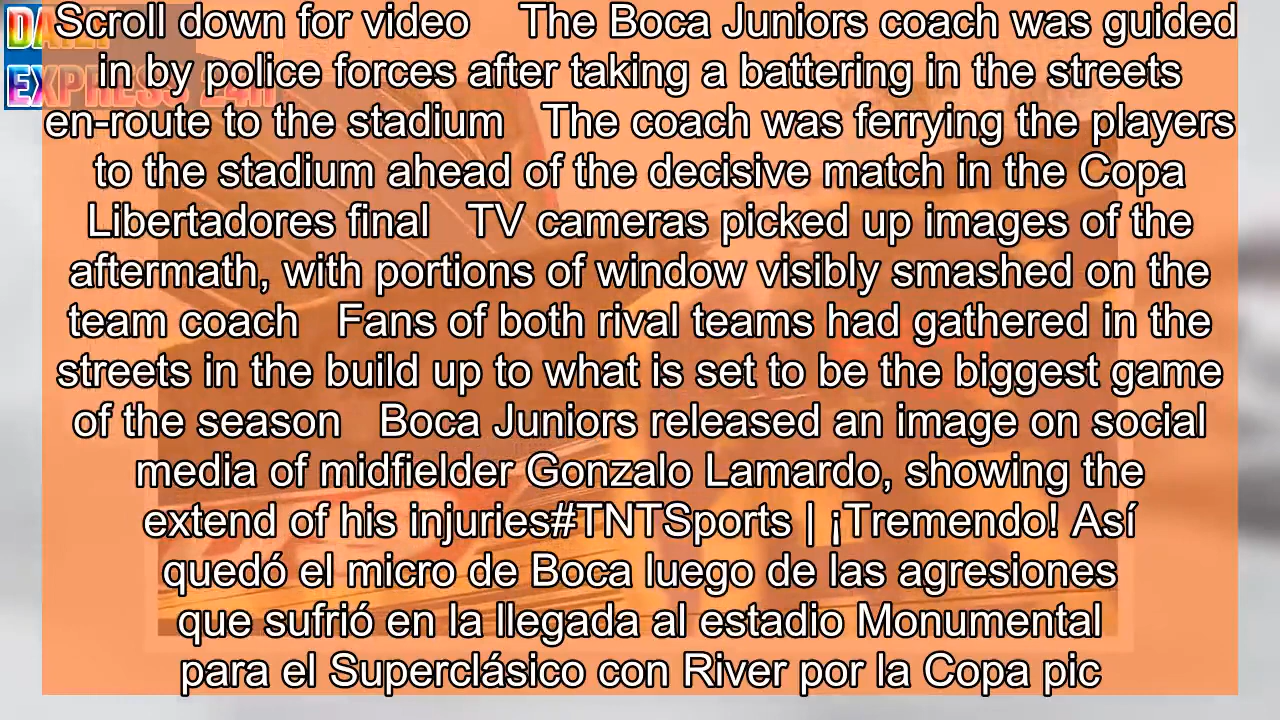 DAILY
EXPRESS 24H
Scroll down for video The Boca Juniors coach was guided
in by police forces after taking a battering in the streets
en-route to the stadium The coach was ferrying the players
to the stadium ahead of the decisive match in the Copa
Libertadores final TV cameras picked up images of the
aftermath, with portions of window visibly smashed on the
team coach Fans of both rival teams had gathered in the
streets in the build up to what is set to be the biggest game
of the season Boca Juniors released an image on social
media of midfielder Gonzalo Lamardo, showing the
extend of his injuries#TNTSports | ¡Tremendo! Así
quedó el micro de Boca luego de las agresiones
que sufrió en la llegada al estadio Monumental
para el Superclásico con River por la Copa pic